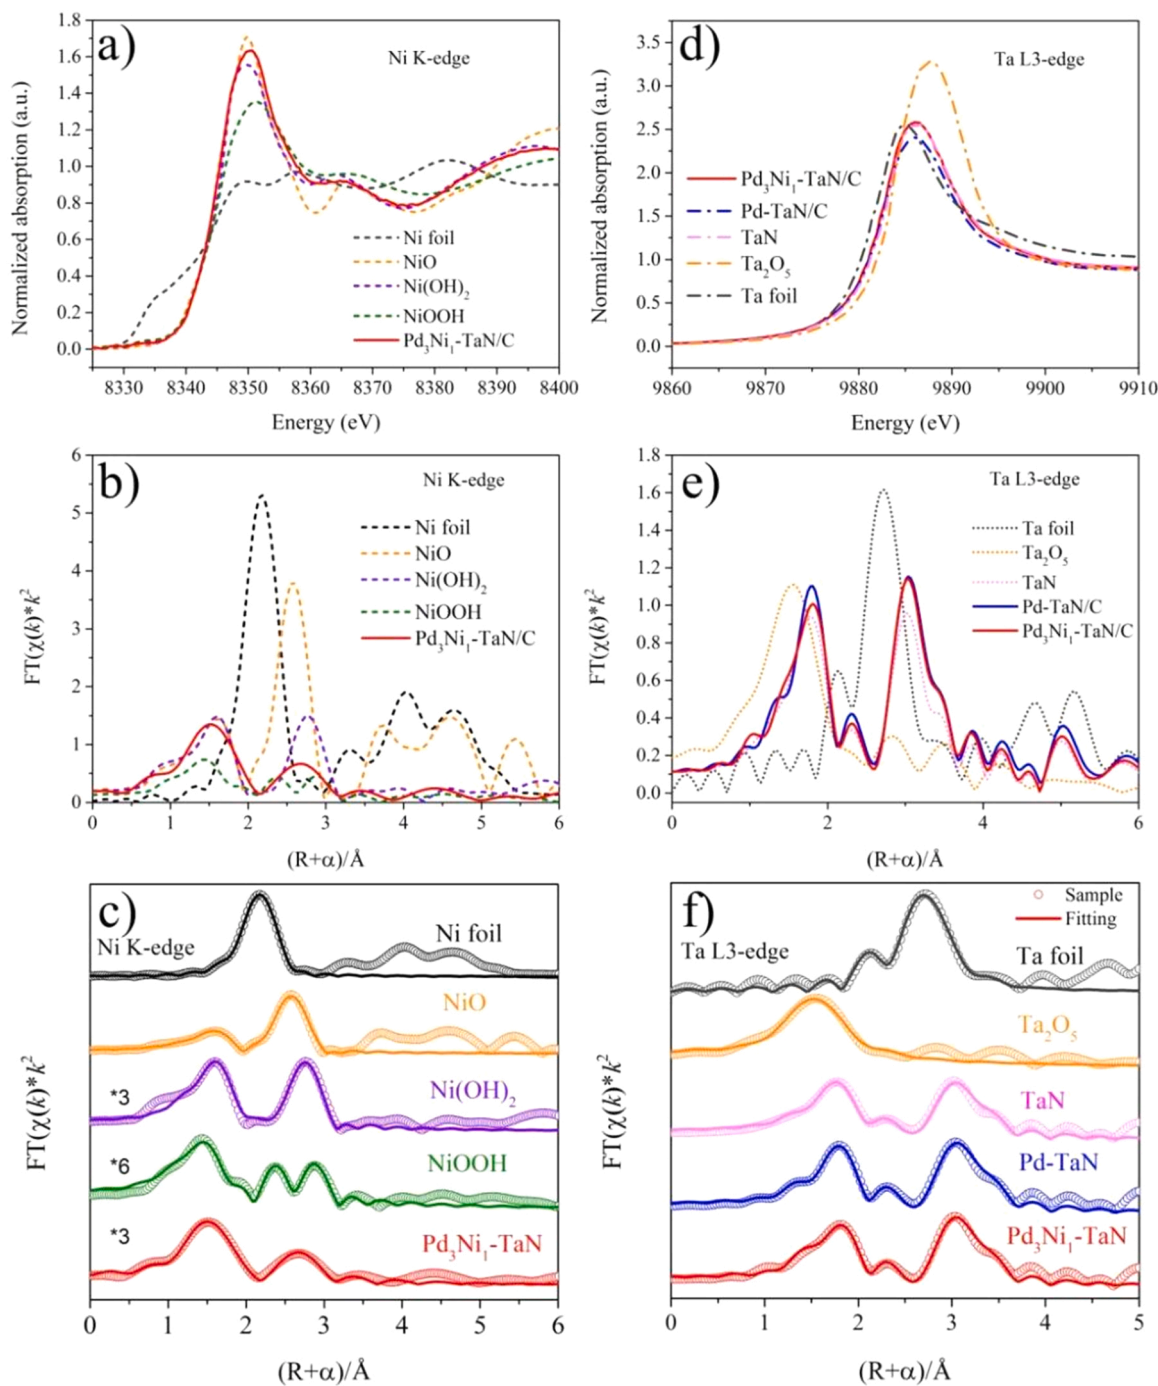 a)
Ni K-edge
Normalized absorption (a.u.)
1.8
1.6
1.4
1.2
1.0
0.8
0.6
0.4
0.2
0.0
Ni foil
NiO
Ni(OH)2
NiOOH
Pd3Ni1-TaN/C
8330 8340 8350 8360 8370 8380 8390 8400
Energy (eV)
d)
Ta L3-edge
Normalized absorption (a.u.)
3.5
3.0
2.5
2.0
1.5
1.0
0.5
0.0
Pd3Ni1-TaN/C
Pd-TaN/C
TaN
Ta2O5
Ta foil
9860 9870 9880 9890 9900 9910
Energy (eV)
b)
Ni K-edge
FT(χ(k)*k2
6
5
4
3
2
1
0
Ni foil
NiO
Ni(OH)2
NiOOH
Pd3Ni1-TaN/C
0 1 2 3 4 5 6
(R+α)/Å
e)
Ta L3-edge
FT(χ(k)*k2
1.8
1.6
1.4
1.2
1.0
0.8
0.6
0.4
0.2
0.0
Ta foil
Ta2O5
TaN
Pd-TaN/C
Pd3Ni1-TaN/C
0 2 4 6
(R+α)/Å
c)
Ni K-edge
FT(χ(k)*k2
Ni foil
NiO
*3
Ni(OH)2
*6
NiOOH
*3
Pd3Ni1-TaN
0 1 2 3 4 5 6
(R+α)/Å
f)
Ta L3-edge
FT(χ(k)*k2
Sample
Fitting
Ta foil
Ta2O5
TaN
Pd-TaN
Pd3Ni1-TaN
0 1 2 3 4 5
(R+α)/Å